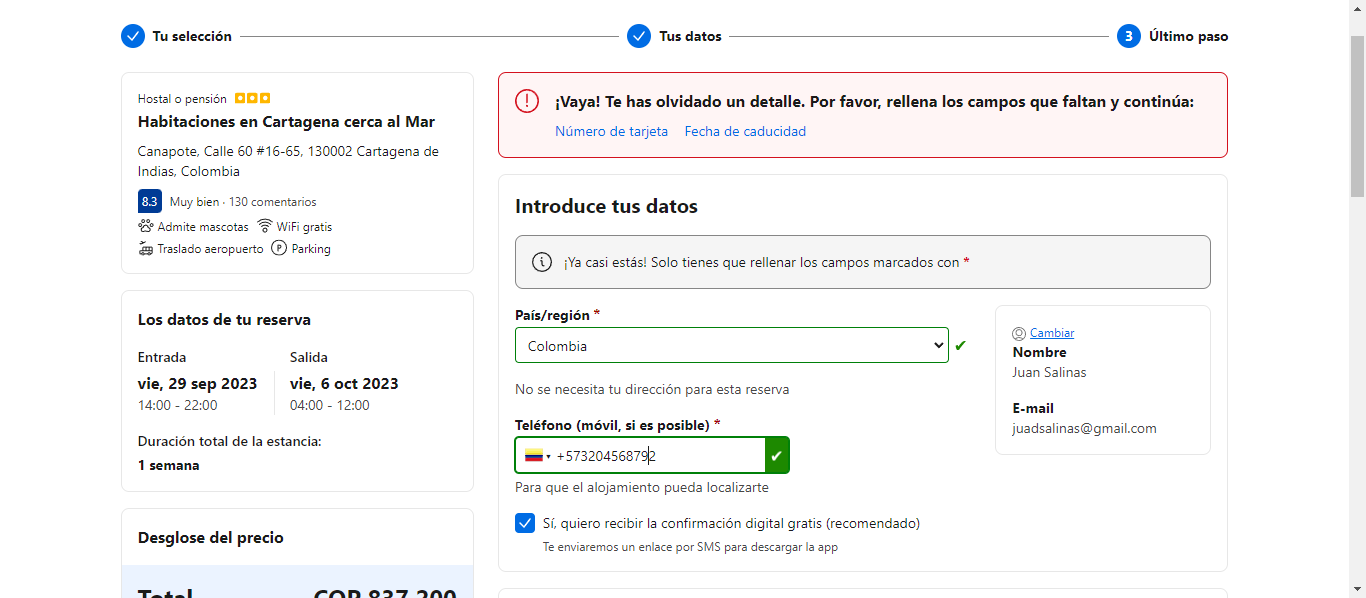 Tu selección
Tus datos
3 Último paso
Hostal o pensión
Habitaciones en Cartagena cerca al Mar
Canapote, Calle 60 #16-65, 130002 Cartagena de
Indias, Colombia
8.3 Muy bien · 130 comentarios
Admite mascotas WiFi gratis
Traslado aeropuerto P Parking
Los datos de tu reserva
Entrada
vie, 29 sep 2023
14:00 - 22:00
Salida
vie, 6 oct 2023
04:00 - 12:00
Duración total de la estancia:
1 semana
Desglose del precio
Total COP 837.200
¡Vaya! Te has olvidado un detalle. Por favor, rellena los campos que faltan y continúa:
Número de tarjeta Fecha de caducidad
Introduce tus datos
¡Ya casi estás! Solo tienes que rellenar los campos marcados con *
País/región *
Colombia
No se necesita tu dirección para esta reserva
Teléfono (móvil, si es posible) *
+573204568792
Para que el alojamiento pueda localizarte
Sí, quiero recibir la confirmación digital gratis (recomendado)
Te enviaremos un enlace por SMS para descargar la app
Cambiar
Nombre
Juan Salinas
E-mail
juadsalinas@gmail.com